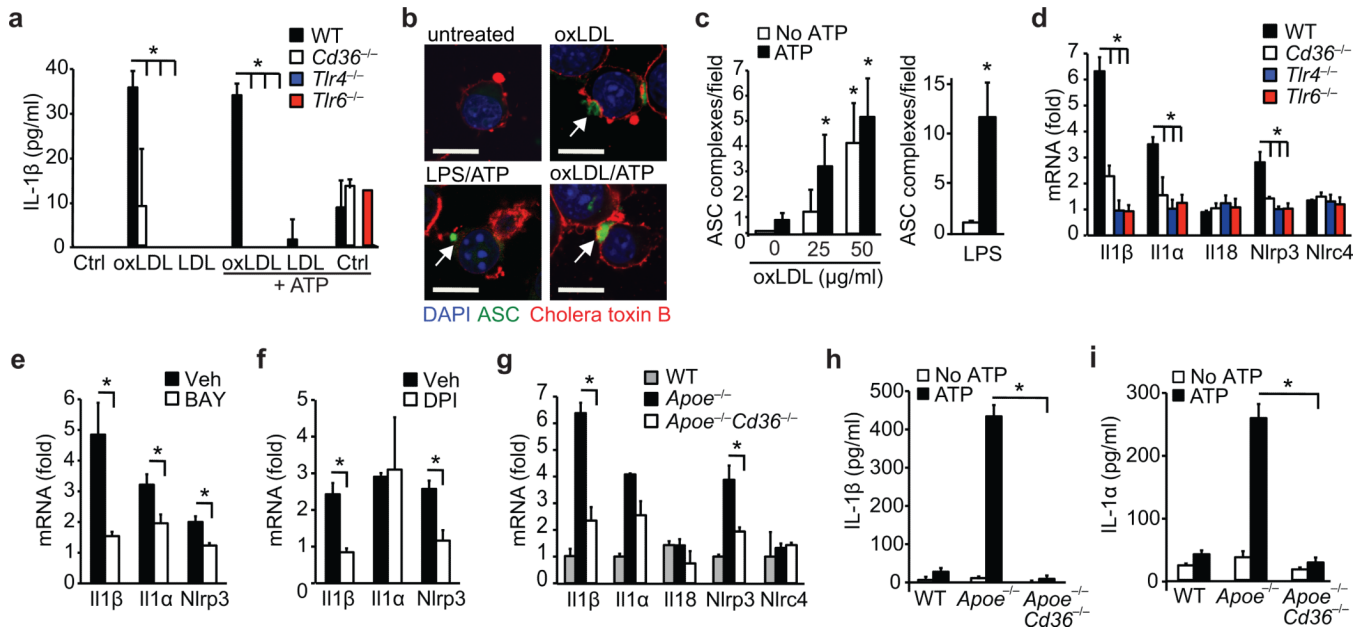 a
IL-1β (pg/ml)
40
30
20
10
0
*
*
WT
Cd36–/–
Tlr4–/–
Tlr6–/–
Ctrl oxLDL LDL oxLDL LDL Ctrl
+ ATP
b
untreated
oxLDL
LPS/ATP
oxLDL/ATP
DAPI ASC Cholera toxin B
c
No ATP
ATP
ASC complexes/field
6
5
4
3
2
1
0
*
*
*
0 25 50
oxLDL (µg/ml)
ASC complexes/field
15
10
5
0
*
LPS
d
WT
Cd36–/–
Tlr4–/–
Tlr6–/–
mRNA (fold)
8
6
4
2
0
*
*
*
Il1β Il1α Il18 Nlrp3 Nlrc4
e
Veh
BAY
mRNA (fold)
6
5
4
3
2
1
0
*
*
*
Il1β Il1α Nlrp3
f
Veh
DPI
mRNA (fold)
5
4
3
2
1
0
*
*
Il1β Il1α Nlrp3
g
WT
Apoe–/–
Apoe–/–Cd36–/–
mRNA (fold)
7
6
5
4
3
2
1
0
*
*
Il1β Il1α Il18 Nlrp3 Nlrc4
h
No ATP
ATP
IL-1β (pg/ml)
500
400
300
200
100
0
*
WT Apoe–/– Apoe–/–
Cd36–/–
i
No ATP
ATP
IL-1α (pg/ml)
300
200
100
0
*
WT Apoe–/– Apoe–/–
Cd36–/–